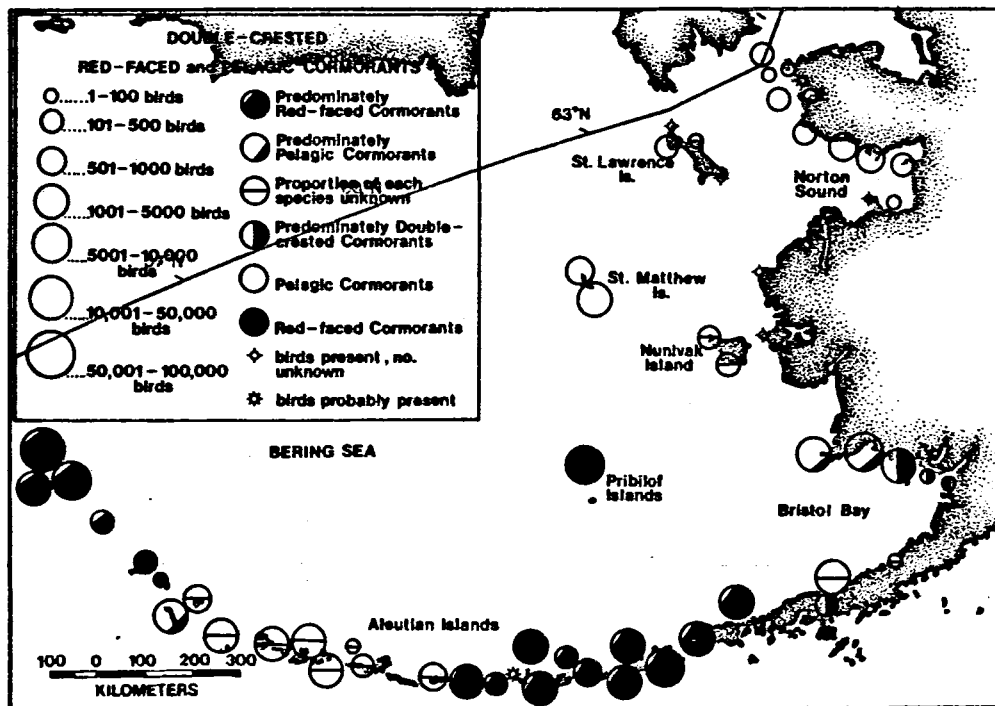 DOUBLE-CRESTED
RED-FACED and PELAGIC CORMORANTS
1-100 birds
101-500 birds
501-1000 birds
1001-5000 birds
5001-10,000
birds
10,001-50,000
birds
50,001-100,000
birds
Predominately
Red-faced Cormorants
Predominately
Pelagic Cormorants
Proportion of each
species unknown
Predominately Double-
crested Cormorants
Pelagic Cormorants
Red-faced Cormorants
birds present, no.
unknown
birds probably present
63°N
St. Lawrence
Is.
Norton
Sound
St. Matthew
Is.
Nunivak
Island
BERING SEA
Pribilof
Islands
Bristol Bay
Aleutian Islands
100 0 100 200 300
KILOMETERS